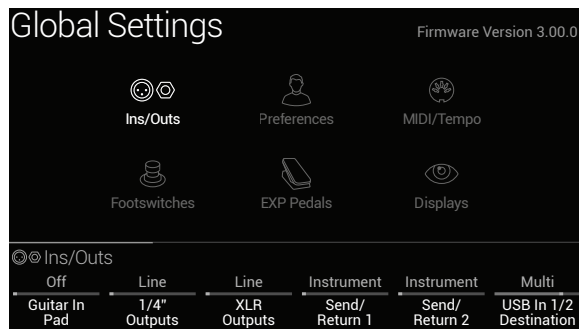 Global Settings
Firmware Version 3.00.0
Ins/Outs
Preferences
MIDI/Tempo
Footswitches
EXP Pedals
Displays
Ins/Outs
Off
Line
Line
Instrument
Instrument
Multi
Guitar In
Pad
1/4"
Outputs
XLR
Outputs
Send/
Return 1
Send/
Return 2
USB In 1/2
Destination